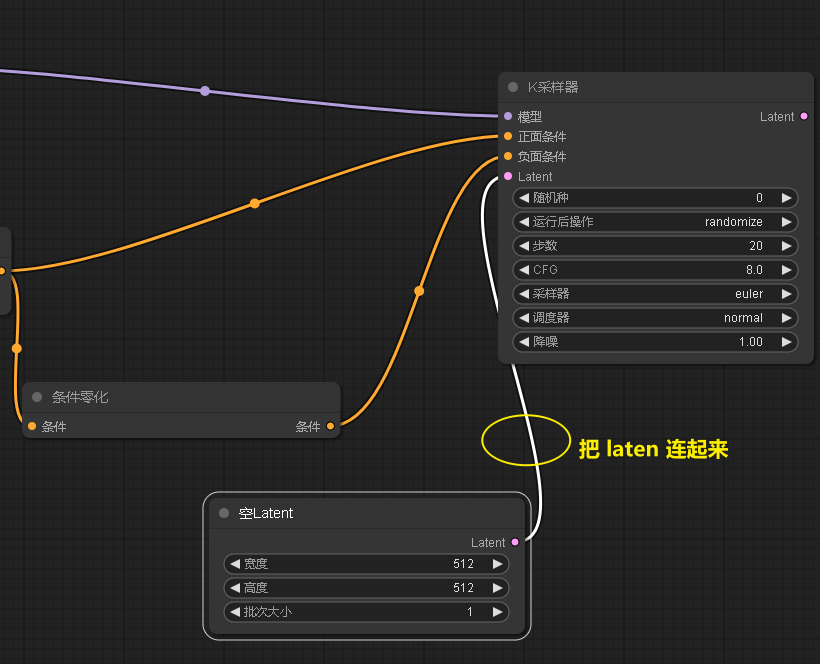 K采样器
模型 Latent
正面条件
负面条件
Latent
随机种 0
运行后操作 randomize
步数 20
CFG 8.0
采样器 euler
调度器 normal
降噪 1.00
条件零化
条件 条件
把 laten 连起来
空Latent
Latent
宽度 512
高度 512
批次大小 1